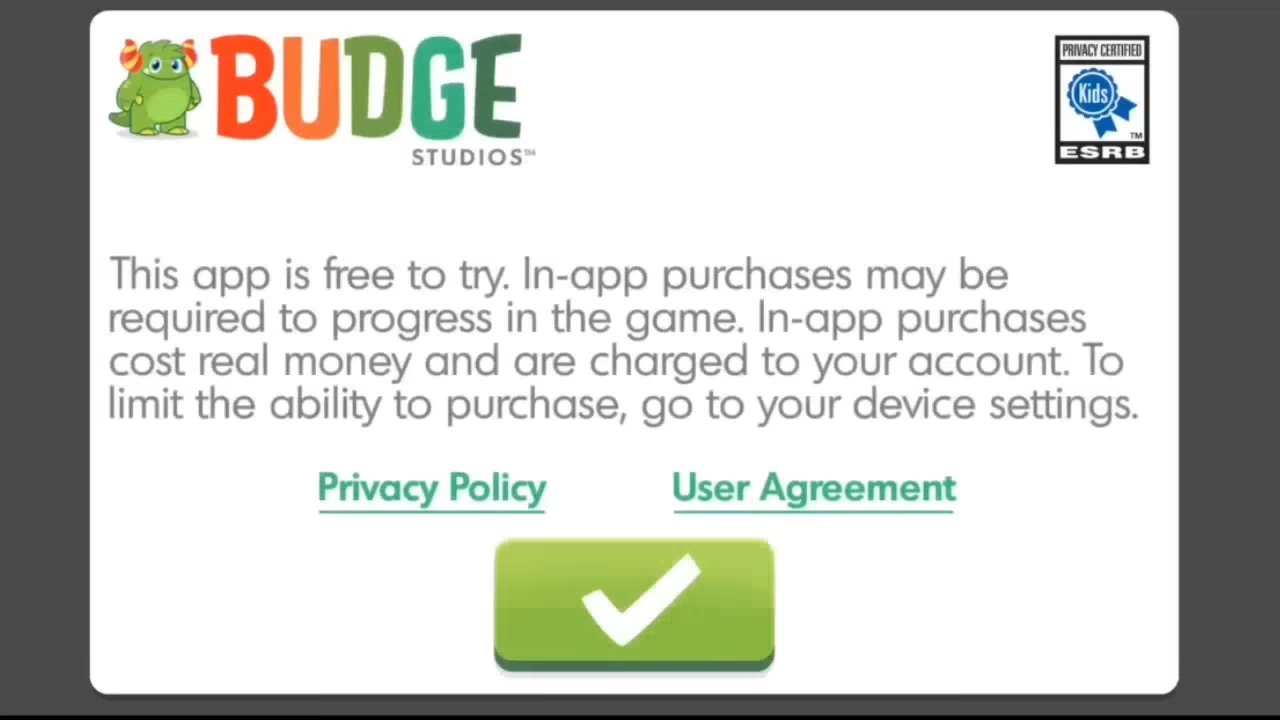 BUDGE
STUDIOS™
PRIVACY CERTIFIED
Kids
™
ESRB
This app is free to try. In-app purchases may be
required to progress in the game. In-app purchases
cost real money and are charged to your account. To
limit the ability to purchase, go to your device settings.
Privacy Policy
User Agreement